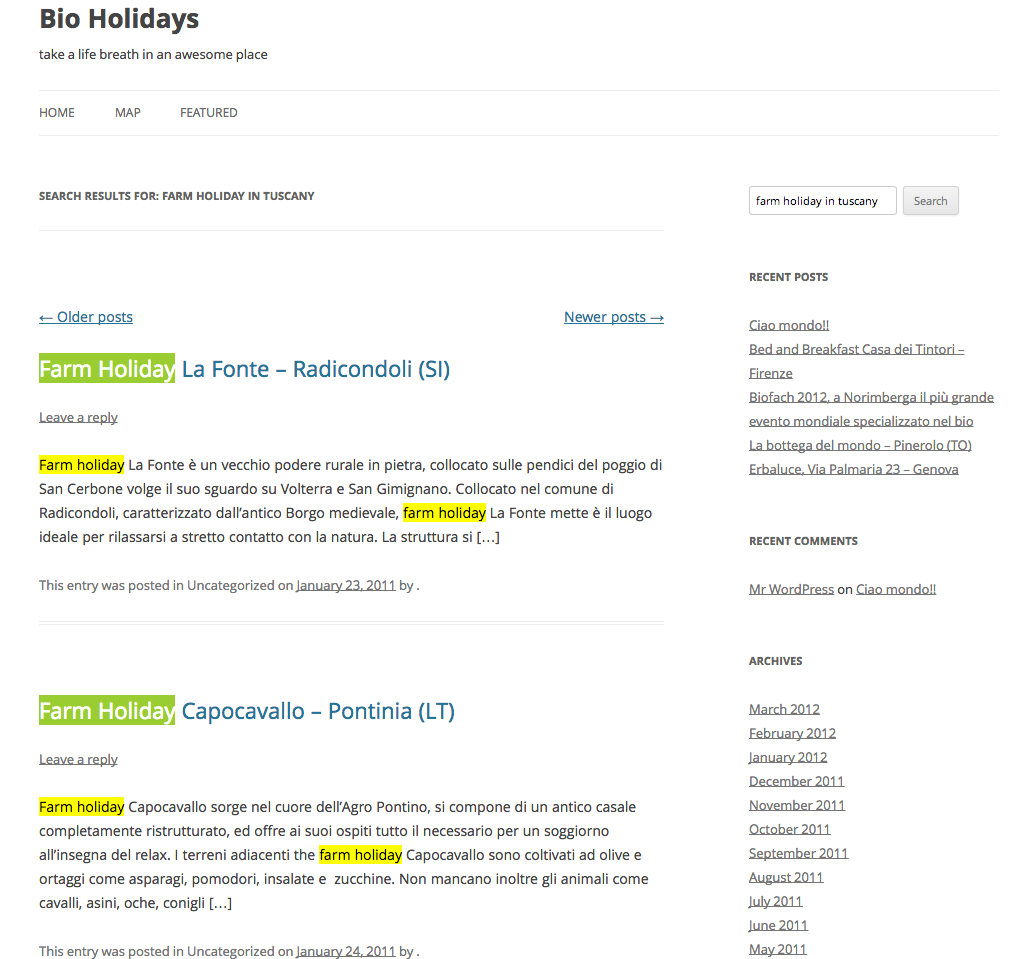 Bio Holidays
take a life breath in an awesome place
HOME MAP FEATURED
SEARCH RESULTS FOR: FARM HOLIDAY IN TUSCANY
← Older posts Newer posts →
Farm Holiday La Fonte – Radicondoli (SI)
Leave a reply
Farm holiday La Fonte è un vecchio podere rurale in pietra, collocato sulle pendici del poggio di
San Cerbone volge il suo sguardo su Volterra e San Gimignano. Collocato nel comune di
Radicondoli, caratterizzato dall’antico Borgo medievale, farm holiday La Fonte mette è il luogo
ideale per rilassarsi a stretto contatto con la natura. La struttura si […]
This entry was posted in Uncategorized on January 23, 2011 by .
Farm Holiday Capocavallo – Pontinia (LT)
Leave a reply
Farm holiday Capocavallo sorge nel cuore dell’Agro Pontino, si compone di un antico casale
completamente ristrutturato, ed offre ai suoi ospiti tutto il necessario per un soggiorno
all’insegna del relax. I terreni adiacenti the farm holiday Capocavallo sono coltivati ad olive e
ortaggi come asparagi, pomodori, insalate e  zucchine. Non mancano inoltre gli animali come
cavalli, asini, oche, conigli […]
This entry was posted in Uncategorized on January 24, 2011 by .
farm holiday in tuscany Search
RECENT POSTS
Ciao mondo!!
Bed and Breakfast Casa dei Tintori –
Firenze
Biofach 2012, a Norimberga il più grande
evento mondiale specializzato nel bio
La bottega del mondo – Pinerolo (TO)
Erbaluce, Via Palmaria 23 – Genova
RECENT COMMENTS
Mr WordPress on Ciao mondo!!
ARCHIVES
March 2012
February 2012
January 2012
December 2011
November 2011
October 2011
September 2011
August 2011
July 2011
June 2011
May 2011